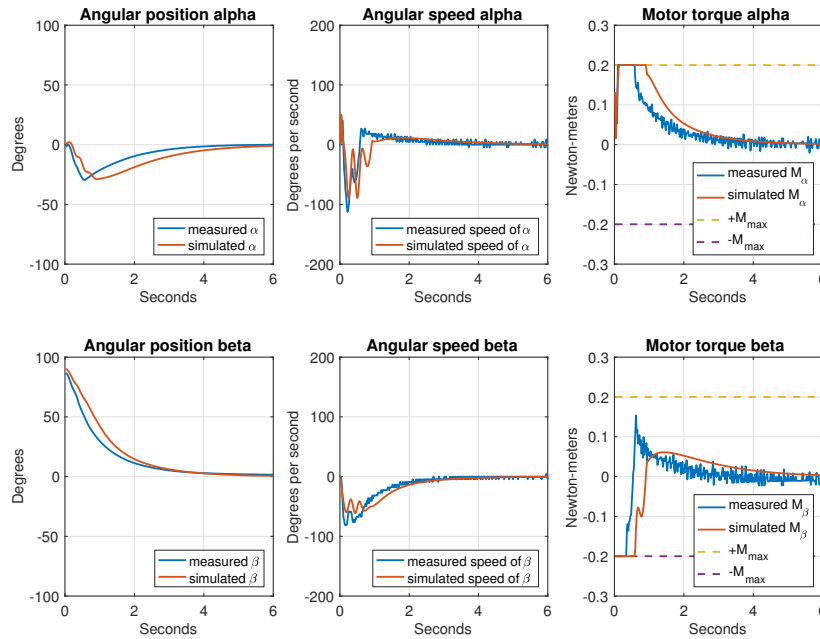 Angular position alpha
Degrees
100
50
0
-50
-100
0 2 4 6
Seconds
measured α
simulated α
Angular speed alpha
Degrees per second
200
100
0
-100
-200
0 2 4 6
Seconds
measured speed of α
simulated speed of α
Motor torque alpha
Newton-meters
0.3
0.2
0.1
0
-0.1
-0.2
-0.3
0 2 4 6
Seconds
measured M_α
simulated M_α
+M_max
-M_max
Angular position beta
Degrees
100
50
0
-50
-100
0 2 4 6
Seconds
measured β
simulated β
Angular speed beta
Degrees per second
200
100
0
-100
-200
0 2 4 6
Seconds
measured speed of β
simulated speed of β
Motor torque beta
Newton-meters
0.3
0.2
0.1
0
-0.1
-0.2
-0.3
0 2 4 6
Seconds
measured M_β
simulated M_β
+M_max
-M_max